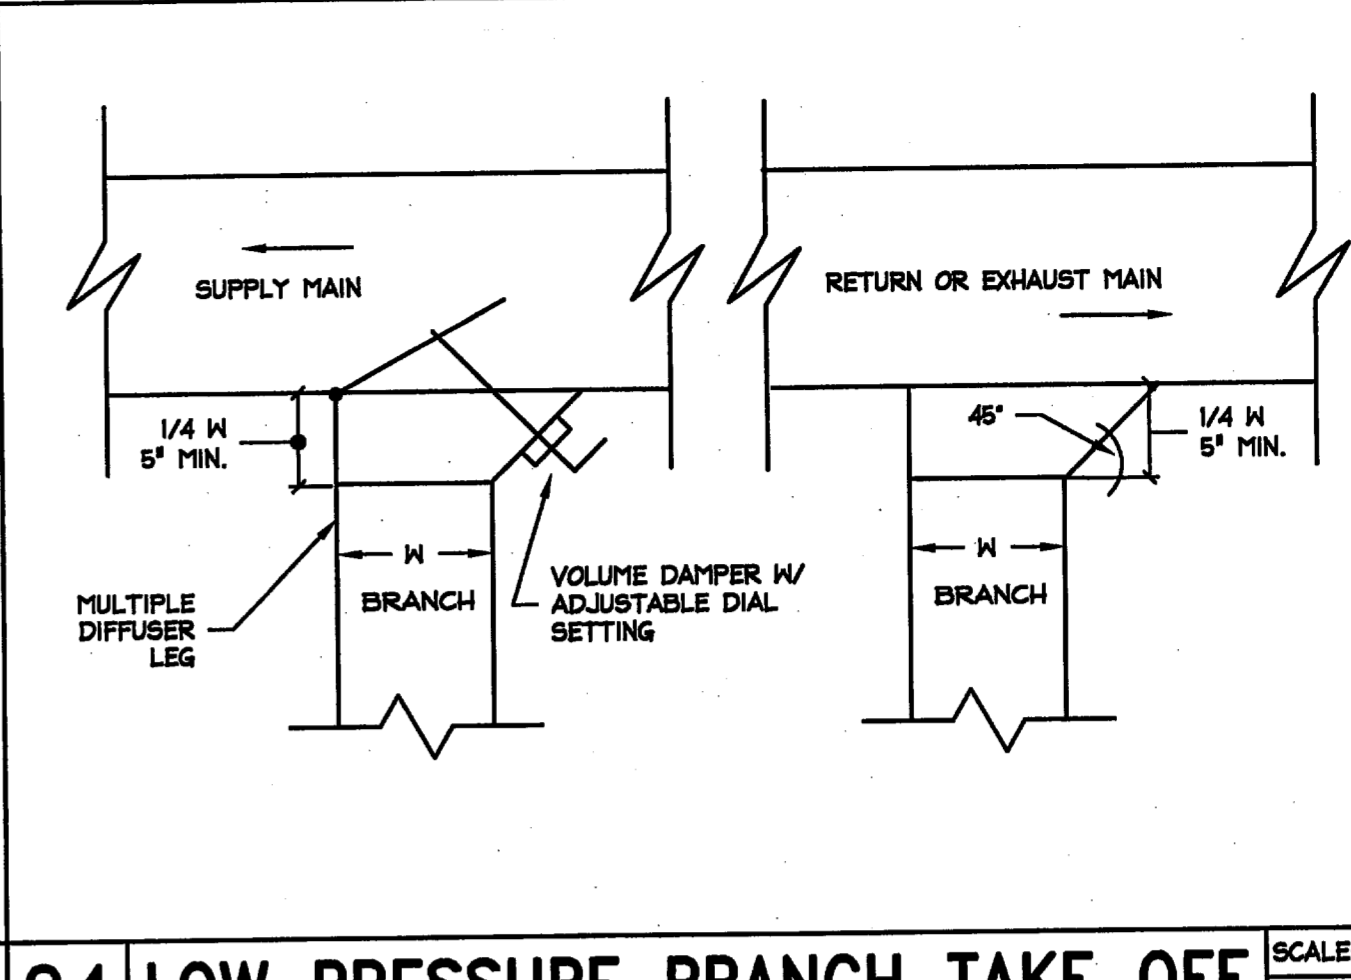 SUPPLY MAIN
1/4 W
5" MIN.
MULTIPLE
DIFFUSER
LEG
W
BRANCH
VOLUME DAMPER W/
ADJUSTABLE DIAL
SETTING
RETURN OR EXHAUST MAIN
45°
1/4 W
5" MIN.
W
BRANCH
LOW PRESSURE BRANCH TAKE OFF
SCALE